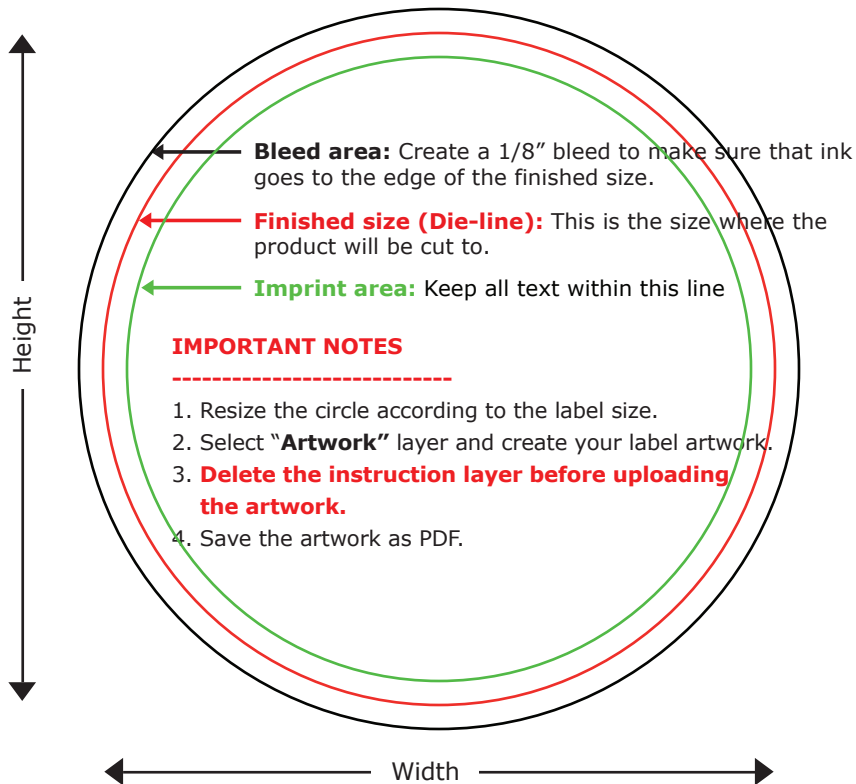 Bleed area: Create a 1/8” bleed to make sure that ink
goes to the edge of the finished size.
Finished size (Die-line): This is the size where the
product will be cut to.
Imprint area: Keep all text within this line
Height
IMPORTANT NOTES
----------------------------
1. Resize the circle according to the label size.
2. Select “Artwork” layer and create your label artwork.
3. Delete the instruction layer before uploading
the artwork.
4. Save the artwork as PDF.
Width